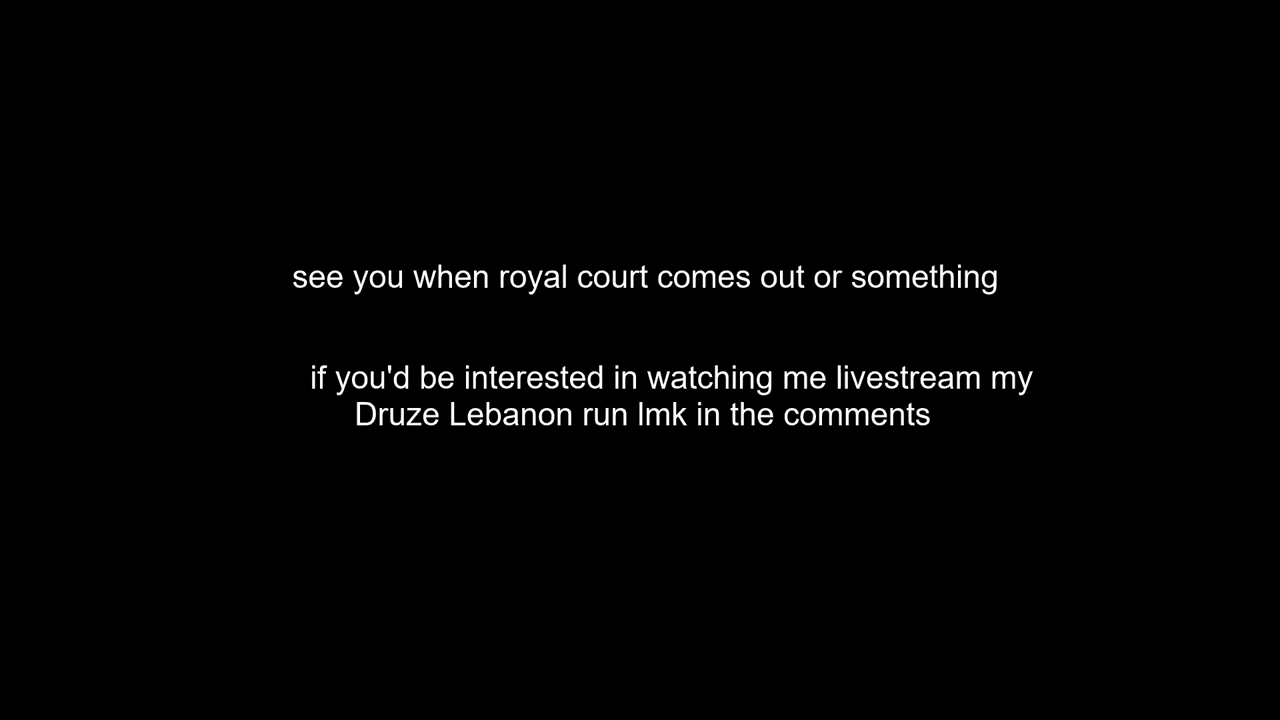 see you when royal court comes out or something
if you'd be interested in watching me livestream my
Druze Lebanon run lmk in the comments